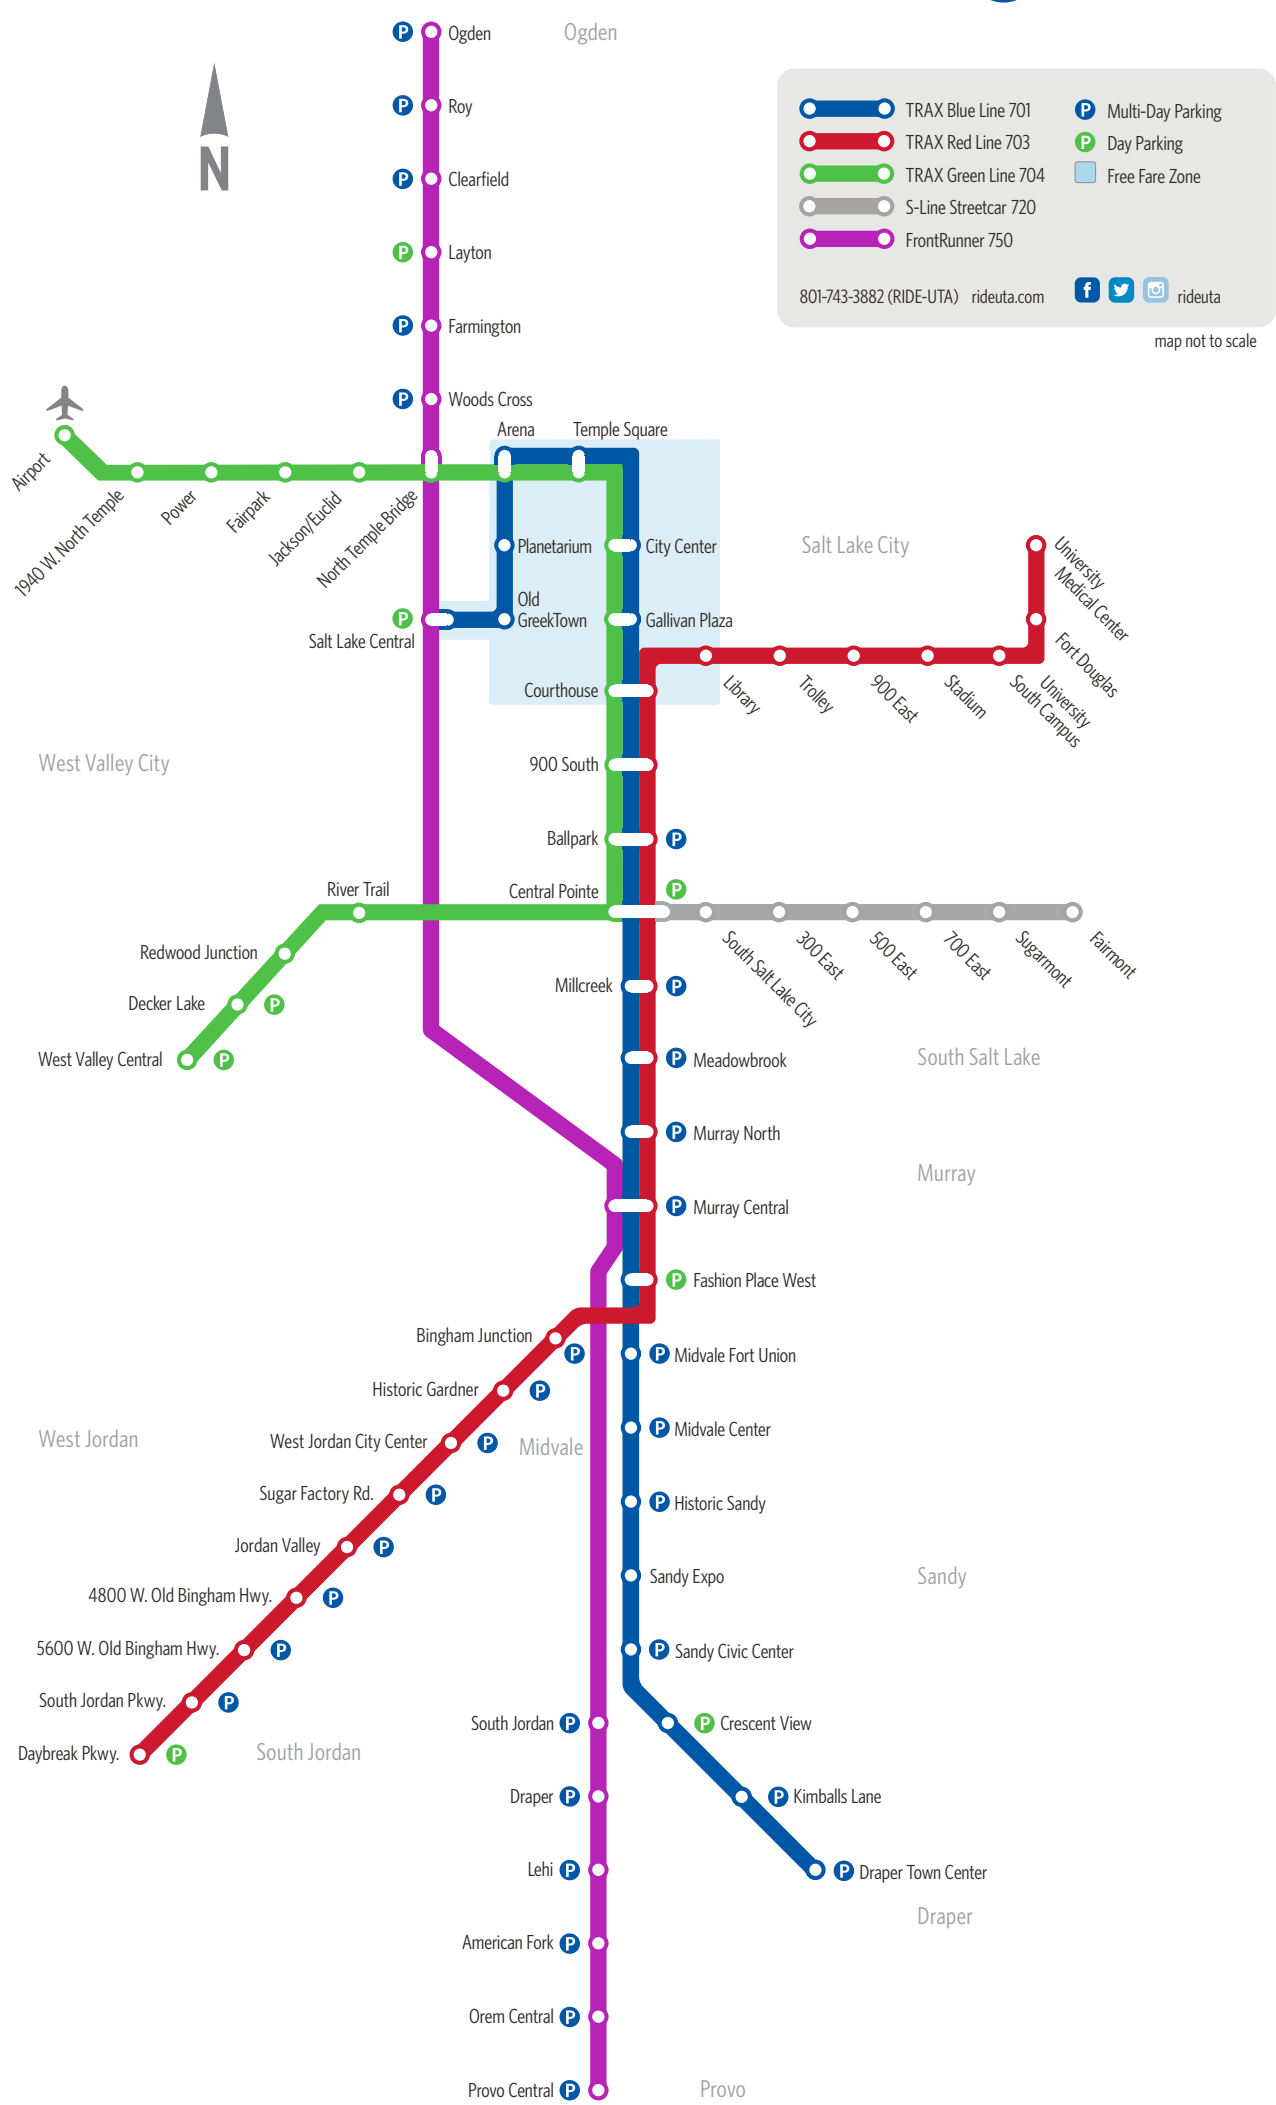 Ogden
Ogden
Roy
Clearfield
Layton
Farmington
Woods Cross
N
TRAX Blue Line 701
TRAX Red Line 703
TRAX Green Line 704
S-Line Streetcar 720
FrontRunner 750
P Multi-Day Parking
P Day Parking
Free Fare Zone
801-743-3882 (RIDE-UTA) rideuta.com
rideuta
map not to scale
Airport
1940 W. North Temple
Power
Fairpark
Jackson/Euclid
North Temple Bridge
Arena
Temple Square
Planetarium
City Center
Old
GreekTown
Gallivan Plaza
Salt Lake Central
Courthouse
Salt Lake City
University
Medical Center
Fort Douglas
University
South Campus
Stadium
900 East
Trolley
Library
West Valley City
900 South
Ballpark
Central Pointe
River Trail
Redwood Junction
Decker Lake
West Valley Central
South Salt Lake City
300 East
500 East
700 East
Sugarmont
Fairmont
Millcreek
Meadowbrook
South Salt Lake
Murray North
Murray
Murray Central
Fashion Place West
Bingham Junction
Historic Gardner
West Jordan City Center
Sugar Factory Rd.
Jordan Valley
4800 W. Old Bingham Hwy.
5600 W. Old Bingham Hwy.
South Jordan Pkwy.
Daybreak Pkwy.
West Jordan
Midvale
South Jordan
Midvale Fort Union
Midvale Center
Historic Sandy
Sandy Expo
Sandy
Sandy Civic Center
Crescent View
Kimballs Lane
Draper Town Center
Draper
South Jordan
Draper
Lehi
American Fork
Orem Central
Provo Central
Provo